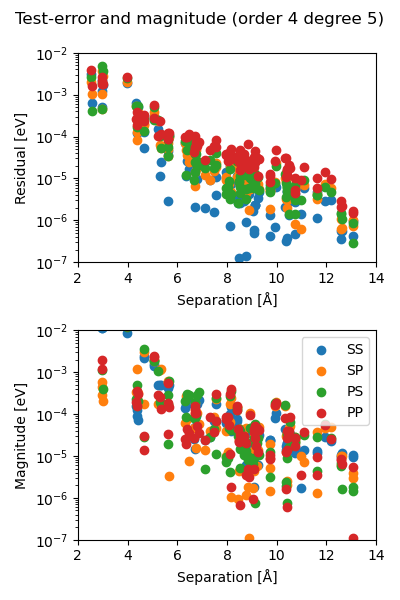 Test-error and magnitude (order 4 degree 5)
10⁻²
10⁻³
10⁻⁴
10⁻⁵
10⁻⁶
10⁻⁷
Residual [eV]
2 4 6 8 10 12 14
Separation [Å]
10⁻²
10⁻³
10⁻⁴
10⁻⁵
10⁻⁶
10⁻⁷
Magnitude [eV]
SS
SP
PS
PP
2 4 6 8 10 12 14
Separation [Å]